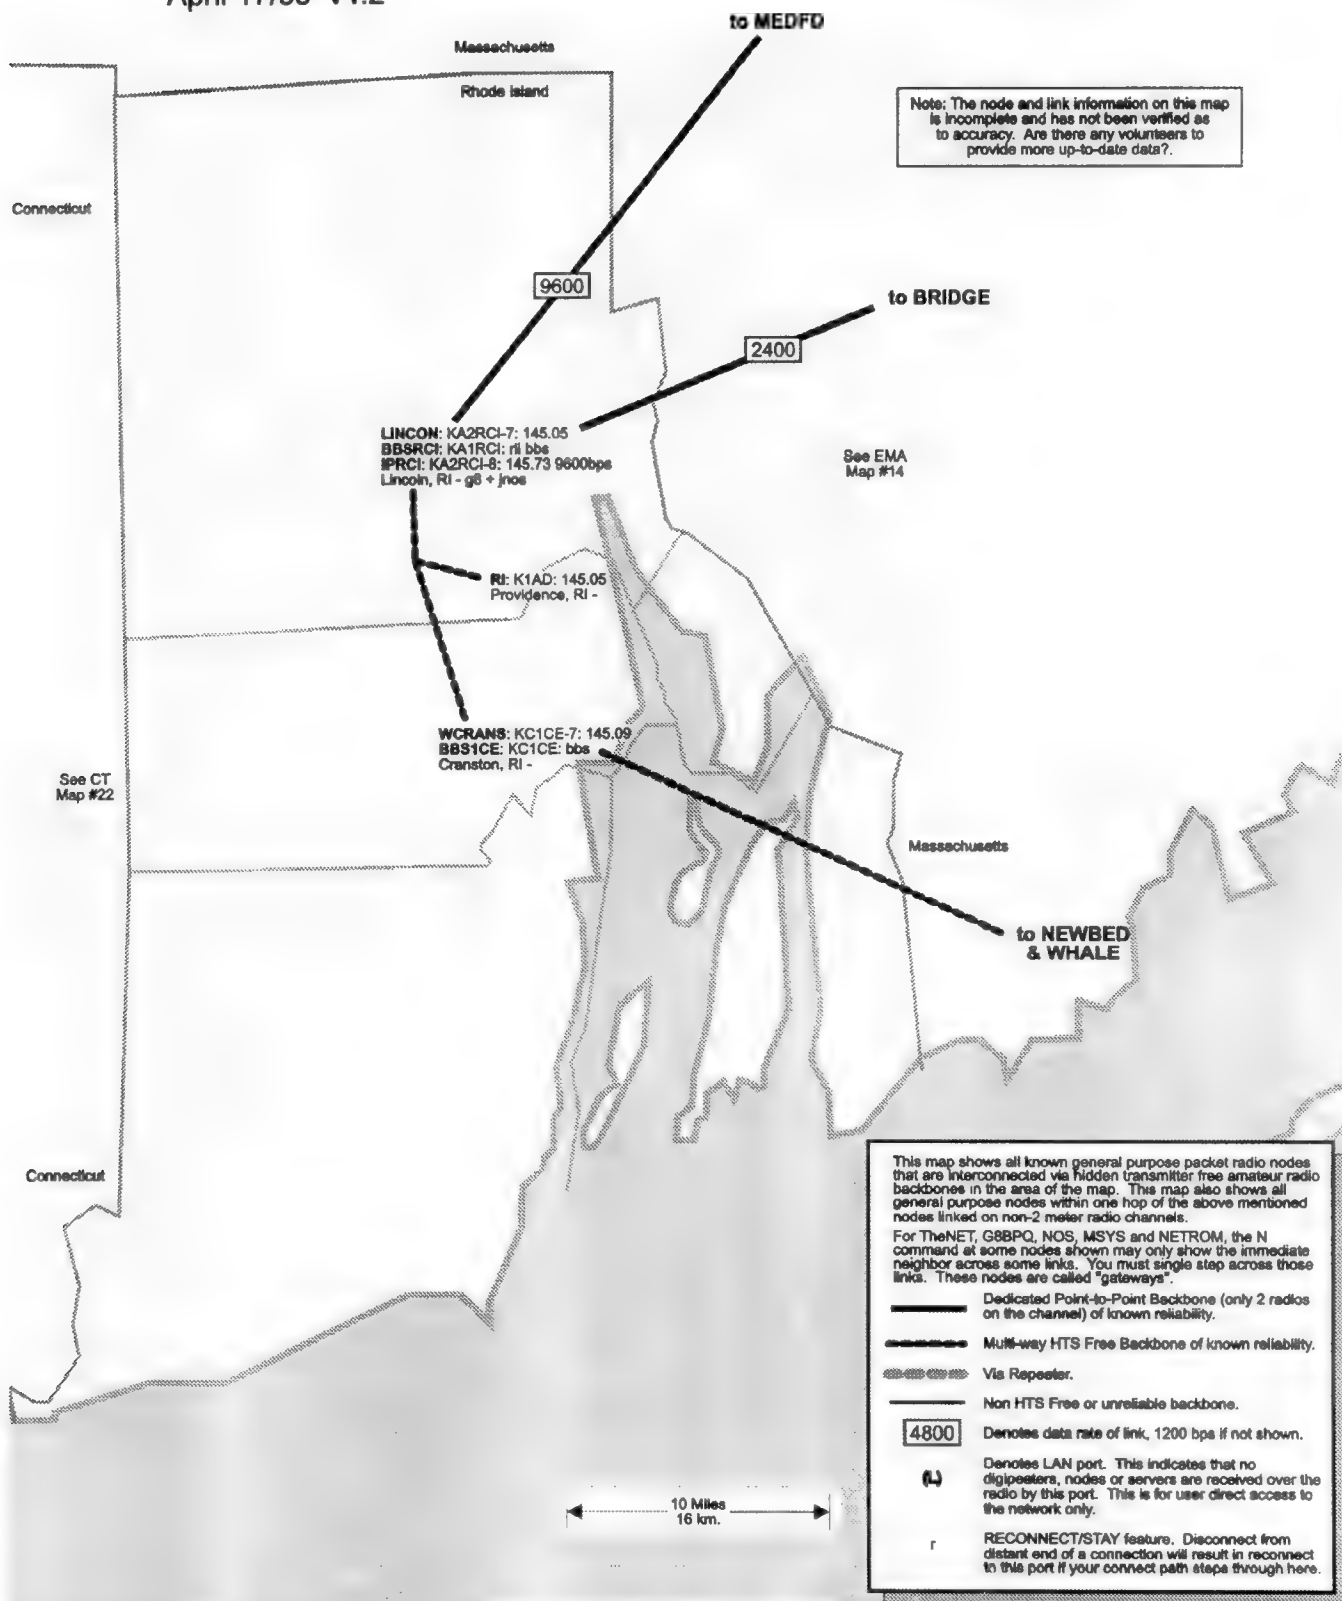 to MEDFD
Massachusetts
Rhode Island
Note: The node and link information on this map
is incomplete and has not been verified as
to accuracy. Are there any volunteers to
provide more up-to-date data?.
Connecticut
9600
to BRIDGE
2400
LINCON: KA2RCI-7: 145.05
BBSRCI: KA1RCI: rli bbs
IPRCI: KA2RCI-8: 145.73 9600bps
Lincoln, RI - g8 + jnos
See EMA
Map #14
RI: K1AD: 145.05
Providence, RI -
WCRANS: KC1CE-7: 145.09
BBS1CE: KC1CE: bbs
Cranston, RI -
See CT
Map #22
Massachusetts
to NEWBED
& WHALE
Connecticut
This map shows all known general purpose packet radio nodes
that are interconnected via hidden transmitter free amateur radio
backbones in the area of the map. This map also shows all
general purpose nodes within one hop of the above mentioned
nodes linked on non-2 meter radio channels.
For TheNET, G8BPQ, NOS, MSYS and NETROM, the N
command at some nodes shown may only show the immediate
neighbor across some links. You must single step across those
links. These nodes are called "gateways".
Dedicated Point-to-Point Backbone (only 2 radios
on the channel) of known reliability.
Multi-way HTS Free Backbone of known reliability.
Via Repeater.
Non HTS Free or unreliable backbone.
4800 Denotes data rate of link, 1200 bps if not shown.
(L) Denotes LAN port. This indicates that no
digipeaters, nodes or servers are received over the
radio by this port. This is for user direct access to
the network only.
r RECONNECT/STAY feature. Disconnect from
distant end of a connection will result in reconnect
to this port if your connect path steps through here.
10 Miles
16 km.